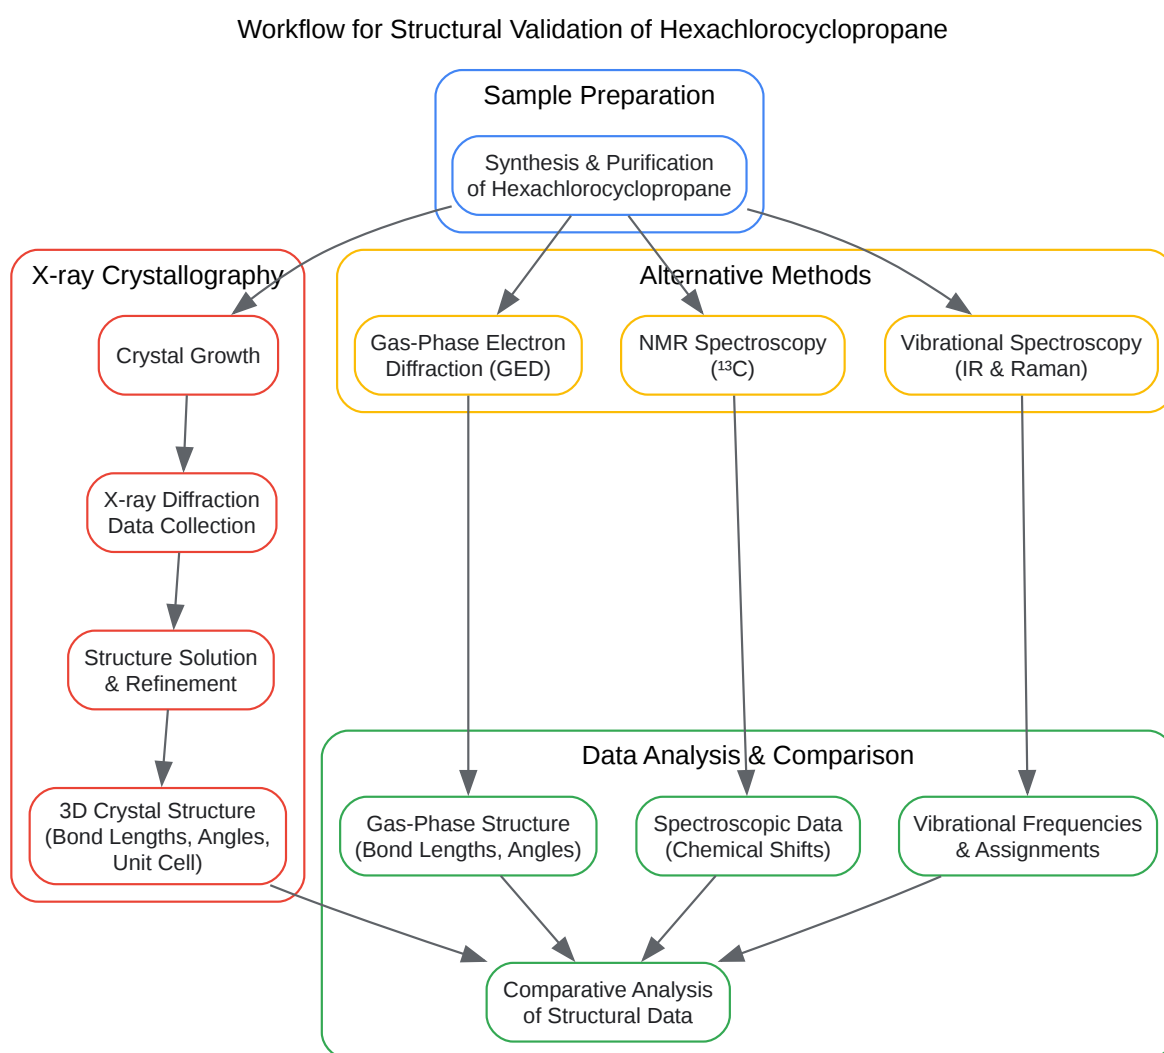 Workflow for Structural Validation of Hexachlorocyclopropane
Sample Preparation
Synthesis & Purification
of Hexachlorocyclopropane
X-ray Crystallography
Crystal Growth
X-ray Diffraction
Data Collection
Structure Solution
& Refinement
3D Crystal Structure
(Bond Lengths, Angles,
Unit Cell)
Alternative Methods
Gas-Phase Electron
Diffraction (GED)
NMR Spectroscopy
(¹³C)
Vibrational Spectroscopy
(IR & Raman)
Data Analysis & Comparison
Gas-Phase Structure
(Bond Lengths, Angles)
Spectroscopic Data
(Chemical Shifts)
Vibrational Frequencies
& Assignments
Comparative Analysis
of Structural Data